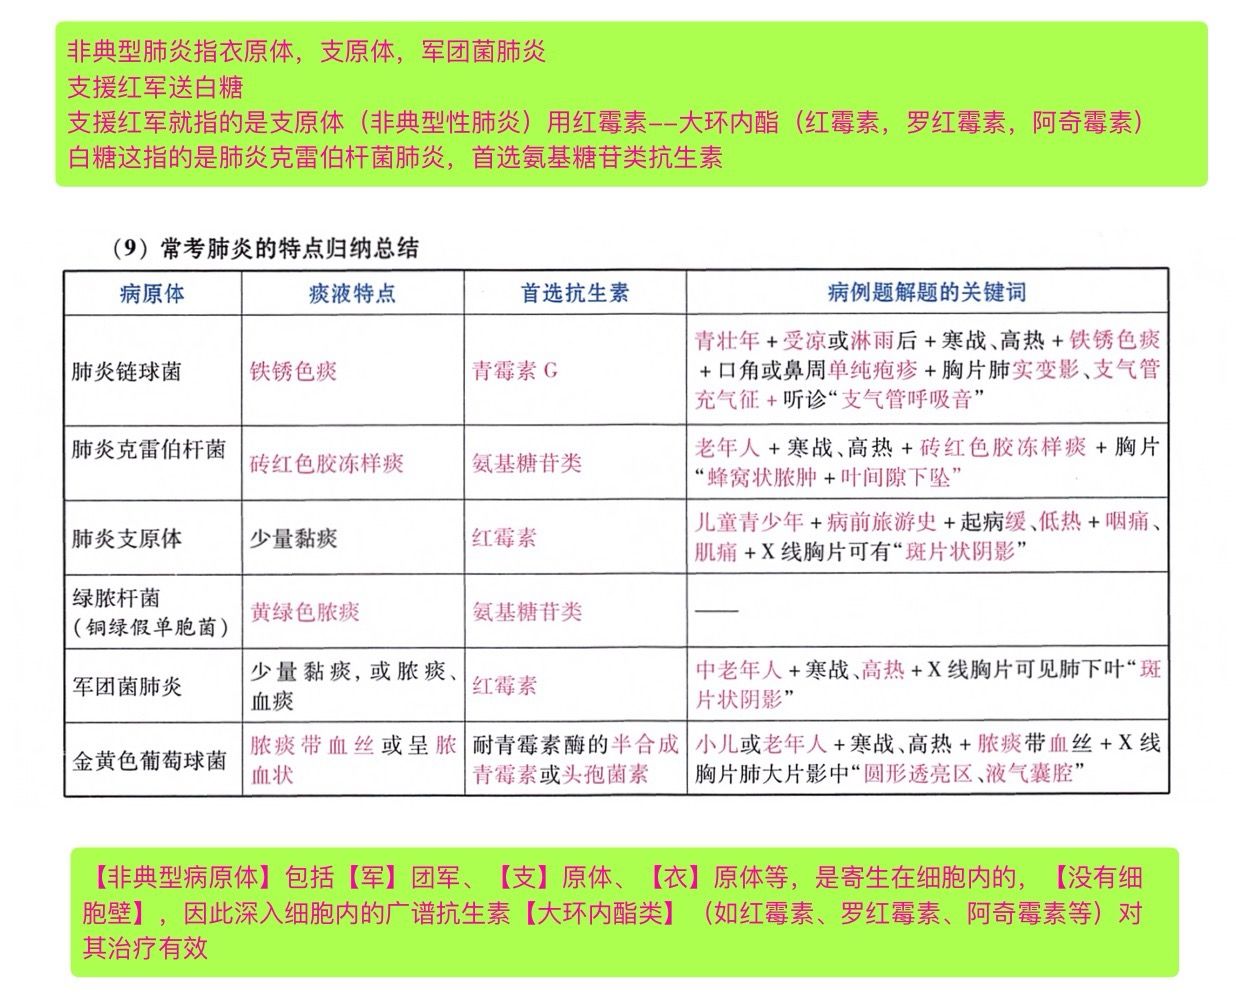 非典型肺炎指衣原体，支原体，军团菌肺炎
支援红军送白糖
支援红军就指的是支原体（非典型性肺炎）用红霉素--大环内酯（红霉素，罗红霉素，阿奇霉素）
白糖这指的是肺炎克雷伯杆菌肺炎，首选氨基糖苷类抗生素
（9）常考肺炎的特点归纳总结
病原体 痰液特点 首选抗生素 病例题解题的关键词
肺炎链球菌 铁锈色痰 青霉素 G
青壮年 + 受凉或淋雨后 + 寒战、高热 + 铁锈色痰
+ 口角或鼻周单纯疱疹 + 胸片肺实变影、支气管
充气征 + 听诊“支气管呼吸音”
肺炎克雷伯杆菌 砖红色胶冻样痰 氨基糖苷类
老年人 + 寒战、高热 + 砖红色胶冻样痰 + 胸片
“蜂窝状脓肿 + 叶间隙下坠”
肺炎支原体 少量黏痰 红霉素
儿童青少年 + 病前旅游史 + 起病缓、低热 + 咽痛、
肌痛 + X 线胸片可有“斑片状阴影”
绿脓杆菌
（铜绿假单胞菌）
黄绿色脓痰 氨基糖苷类 ——
军团菌肺炎
少量黏痰，或脓痰、
血痰
红霉素
中老年人 + 寒战、高热 + X 线胸片可见肺下叶“斑
片状阴影”
金黄色葡萄球菌
脓痰带血丝或呈脓
血状
耐青霉素酶的半合成
青霉素或头孢菌素
小儿或老年人 + 寒战、高热 + 脓痰带血丝 + X 线
胸片肺大片影中“圆形透亮区、液气囊腔”
【非典型病原体】包括【军】团军、【支】原体、【衣】原体等，是寄生在细胞内的，【没有细
胞壁】，因此深入细胞内的广谱抗生素【大环内酯类】（如红霉素、罗红霉素、阿奇霉素等）对
其治疗有效